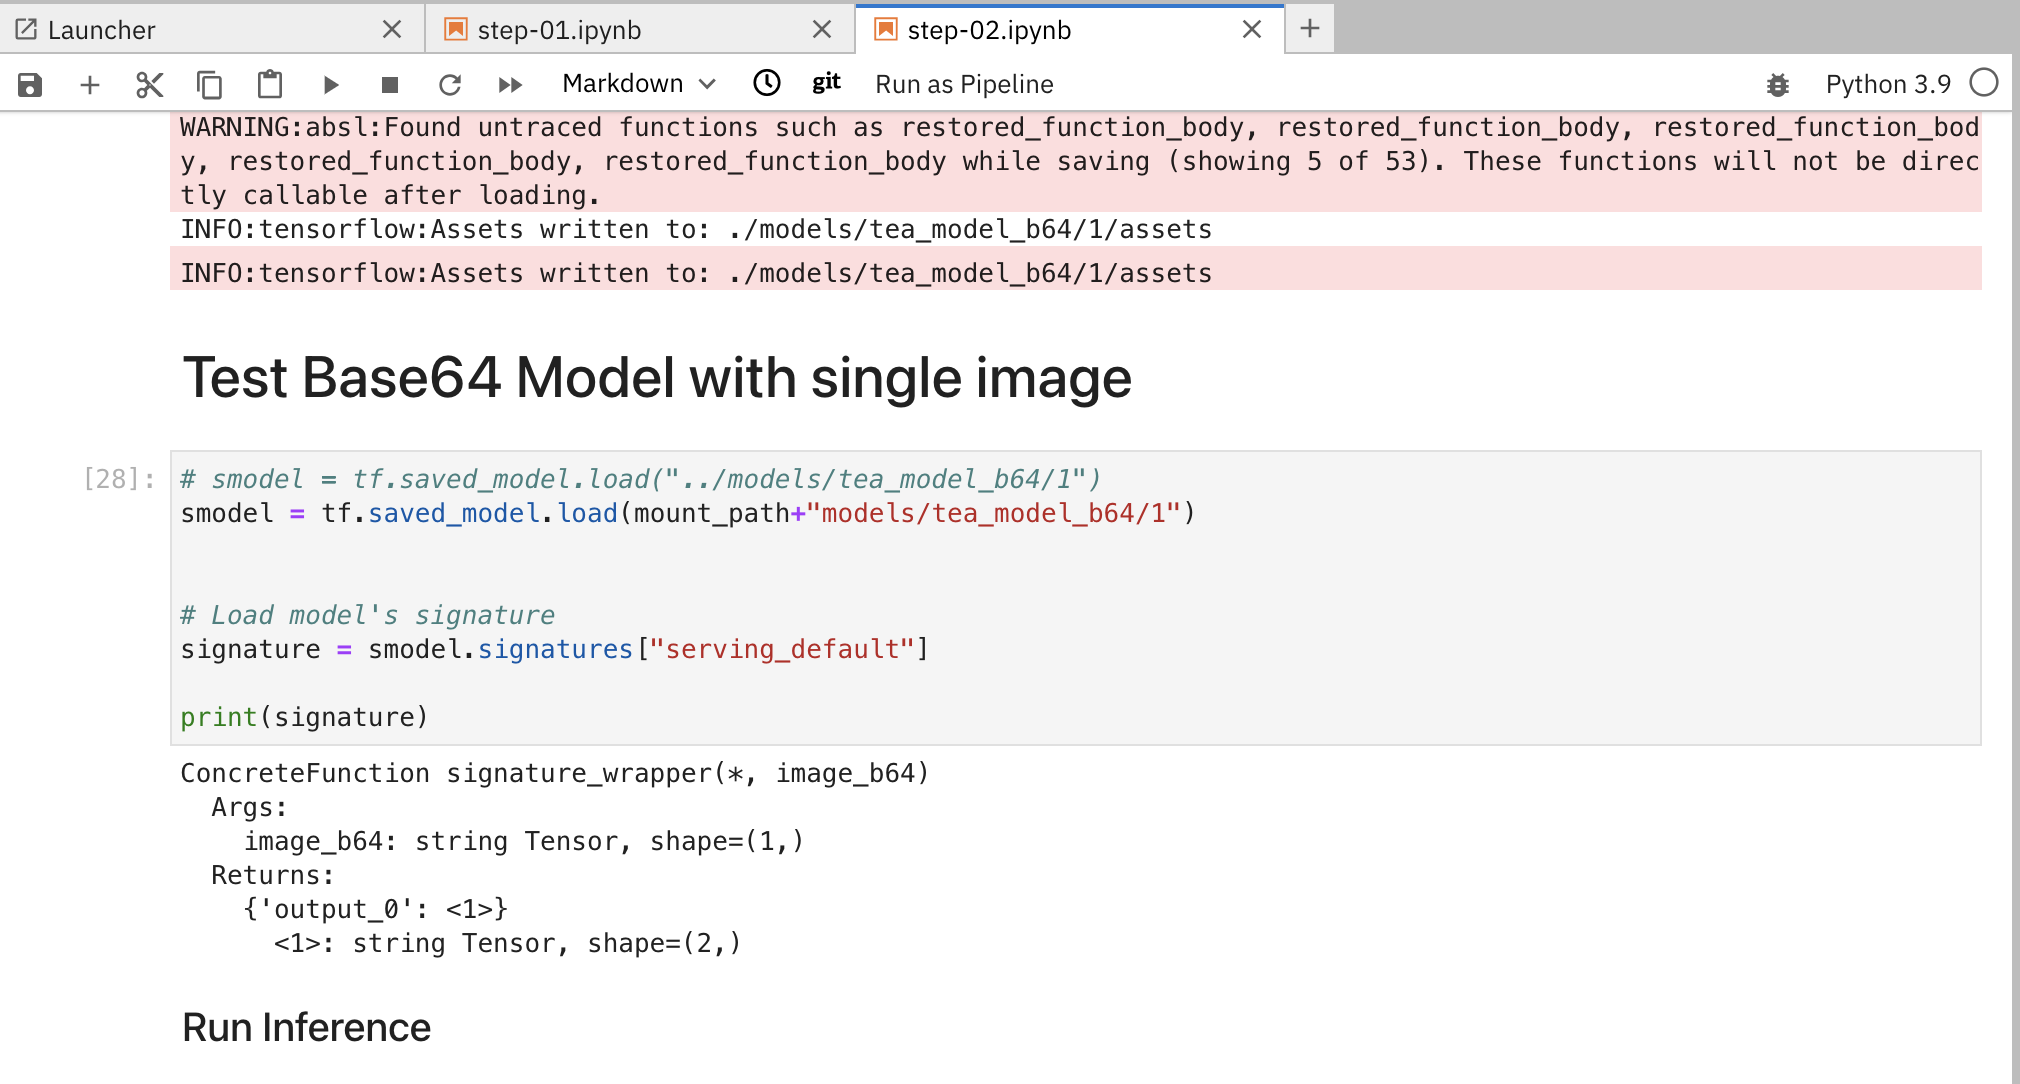 Launcher
step-01.ipynb
step-02.ipynb
Markdown
git
Run as Pipeline
Python 3.9
WARNING:absl:Found untraced functions such as restored_function_body, restored_function_body, restored_function_bod
y, restored_function_body, restored_function_body while saving (showing 5 of 53). These functions will not be direc
tly callable after loading.
INFO:tensorflow:Assets written to: ./models/tea_model_b64/1/assets
INFO:tensorflow:Assets written to: ./models/tea_model_b64/1/assets
Test Base64 Model with single image
[28]:
# smodel = tf.saved_model.load("../models/tea_model_b64/1")
smodel = tf.saved_model.load(mount_path+"models/tea_model_b64/1")
# Load model's signature
signature = smodel.signatures["serving_default"]
print(signature)
ConcreteFunction signature_wrapper(*, image_b64)
  Args:
    image_b64: string Tensor, shape=(1,)
  Returns:
    {'output_0': <1>}
      <1>: string Tensor, shape=(2,)
Run Inference